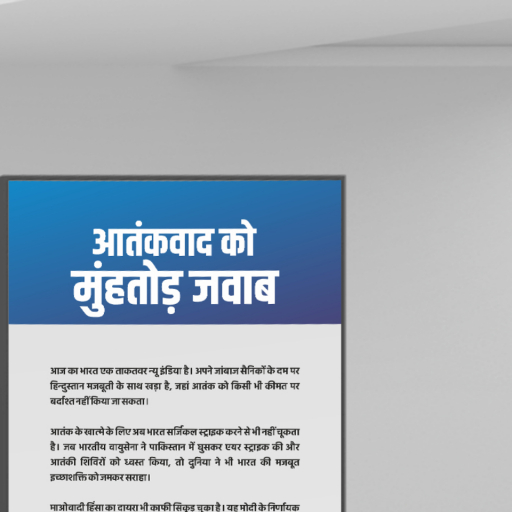 आतंकवाद को
मुंहतोड़ जवाब
आज का भारत एक ताकतवर न्यू इंडिया है। अपने जांबाज सैनिकों के दम पर
हिन्दुस्तान मजबूती के साथ खड़ा है, जहां आतंक को किसी भी कीमत पर
बर्दाश्त नहीं किया जा सकता।
आतंक के खात्मे के लिए अब भारत सर्जिकल स्ट्राइक करने से भी नहीं चूकता
है। जब भारतीय वायुसेना ने पाकिस्तान में घुसकर एयर स्ट्राइक की और
आतंकी शिविरों को ध्वस्त किया, तो दुनिया ने भी भारत की मजबूत
इच्छाशक्ति को जमकर सराहा।
माओवादी हिंसा का दायरा भी काफी सिकुड़ चुका है। यह मोदी के निर्णायक